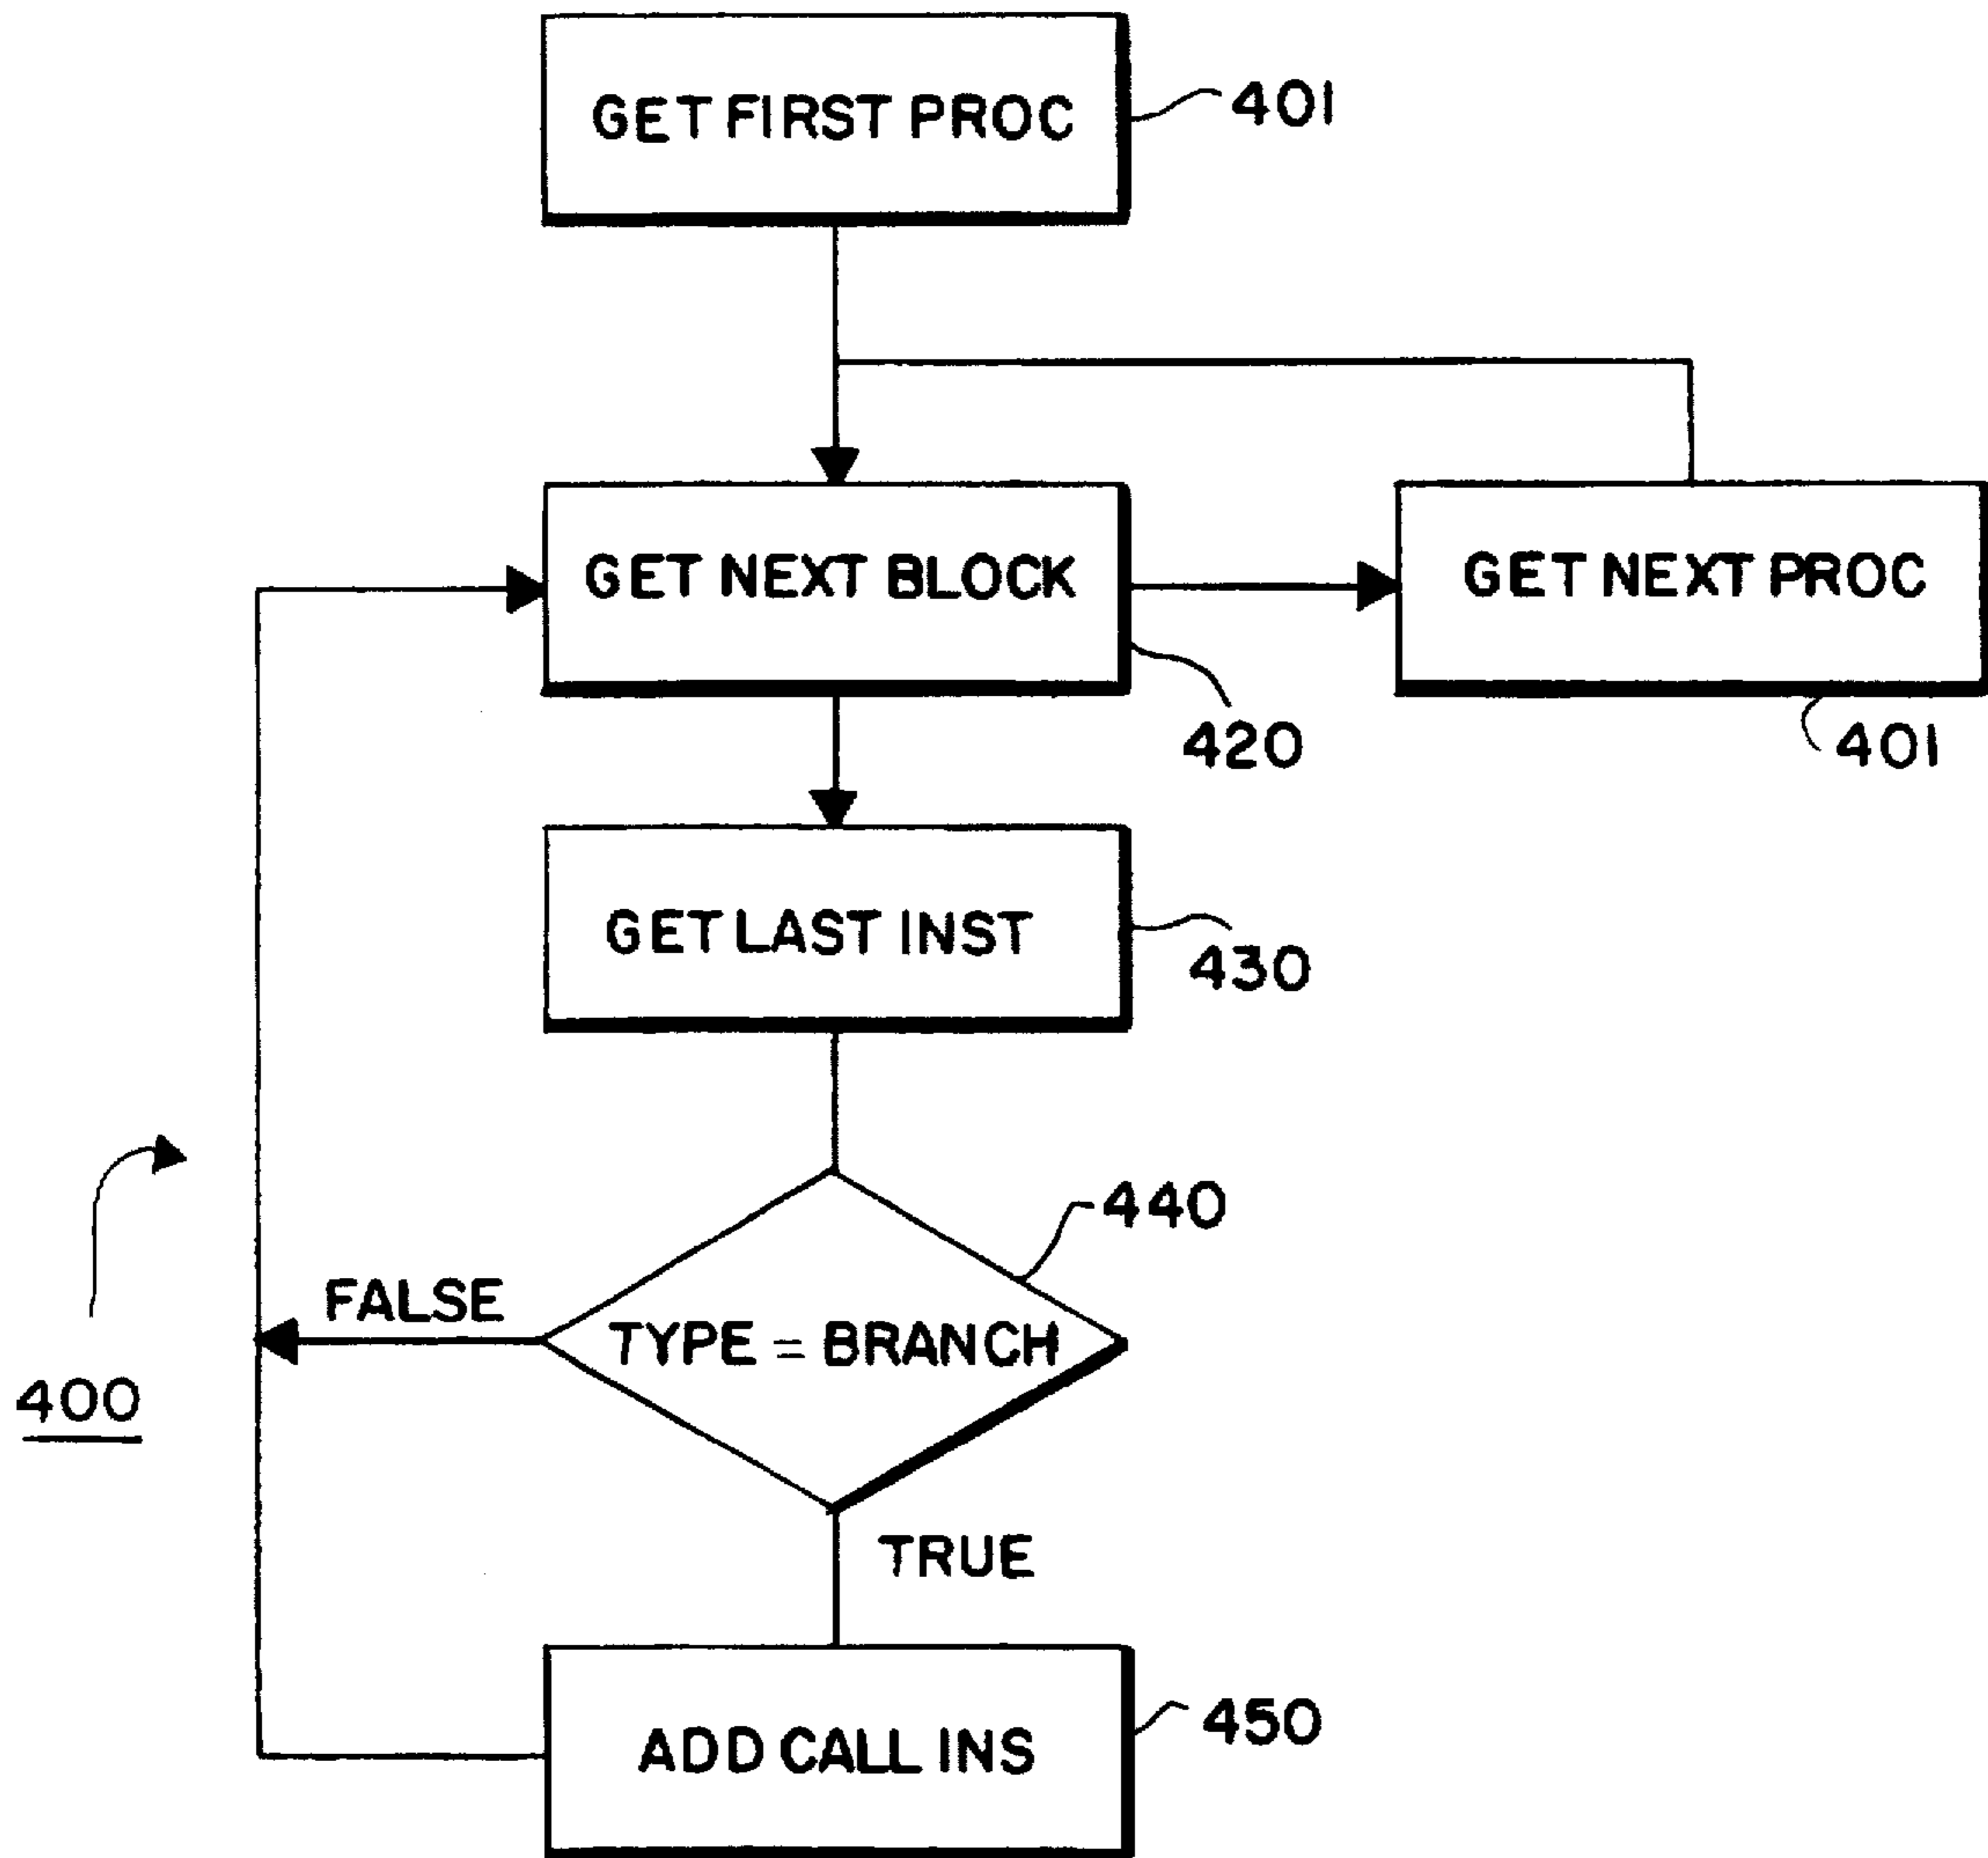 GET FIRST PROC
401
GET NEXT BLOCK
GET NEXT PROC
420
401
GET LAST INST
430
440
FALSE
TYPE = BRANCH
400
TRUE
450
ADD CALL INS